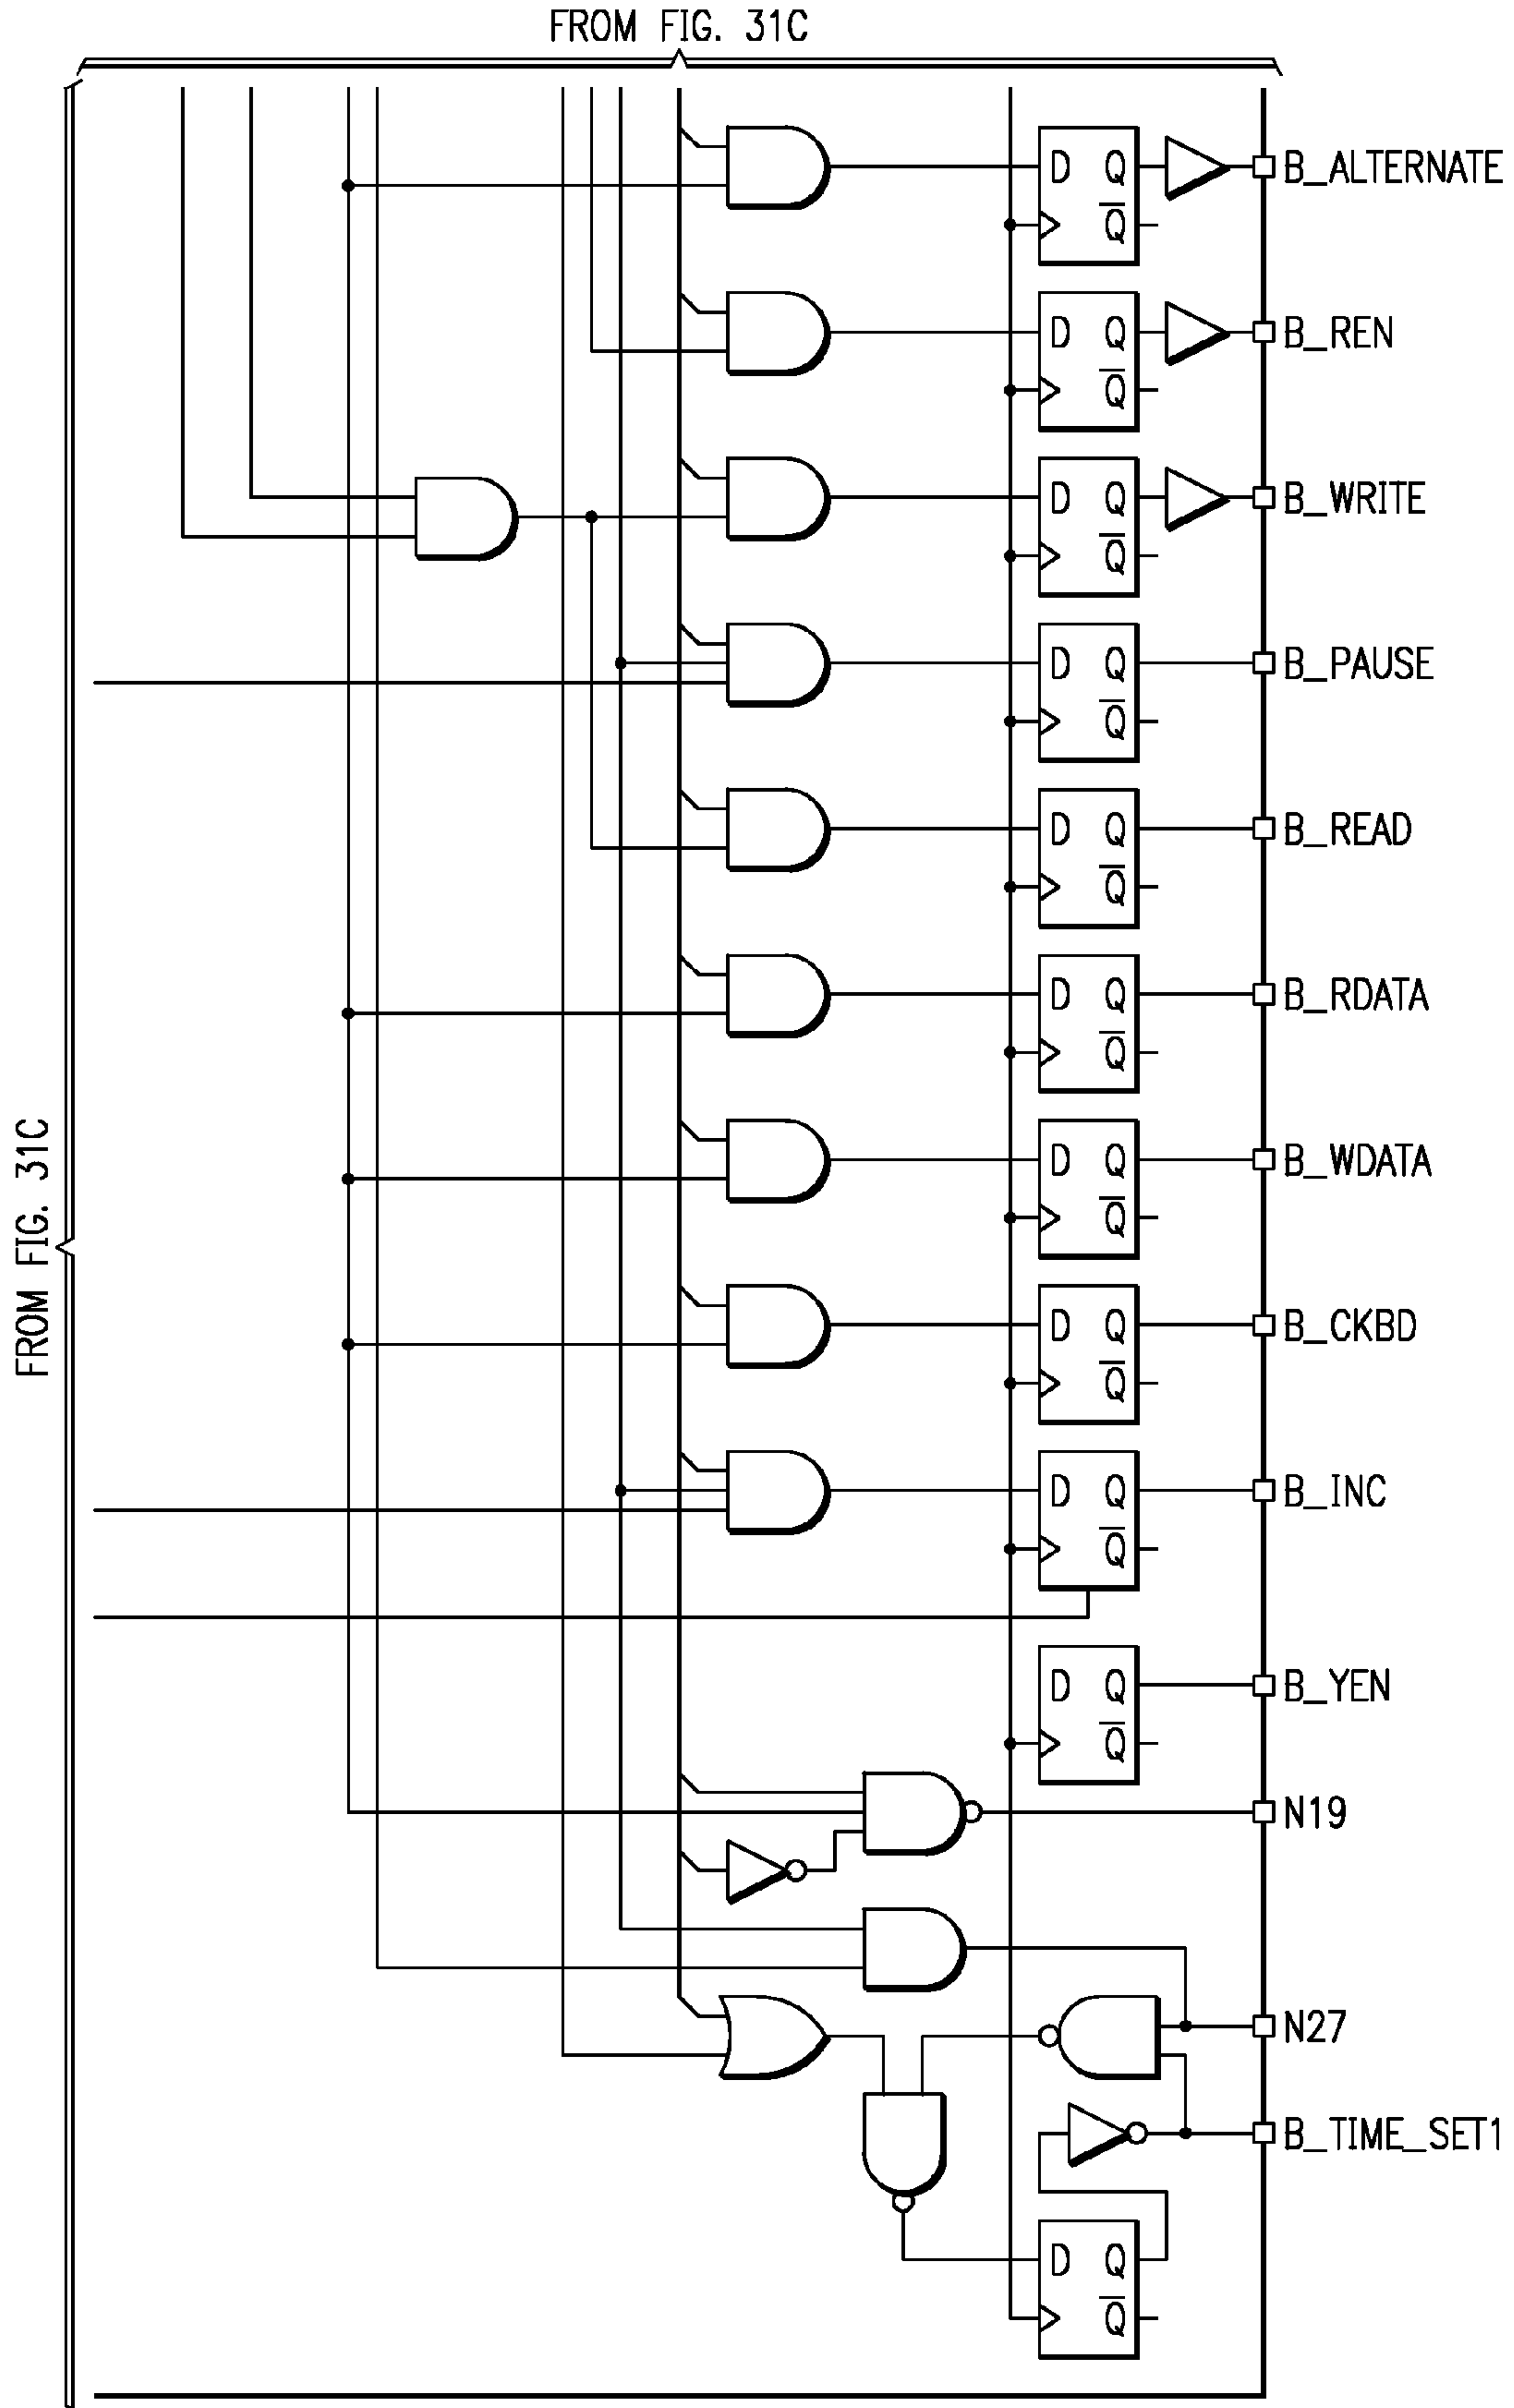 FROM FIG. 31C
FROM FIG. 31C
D Q B_ALTERNATE
Q̅
D Q B_REN
Q̅
D Q B_WRITE
Q̅
D Q B_PAUSE
Q̅
D Q B_READ
Q̅
D Q B_RDATA
Q̅
D Q B_WDATA
Q̅
D Q B_CKBD
Q̅
D Q B_INC
Q̅
D Q B_YEN
Q̅
N19
N27
B_TIME_SET1
D Q
Q̅